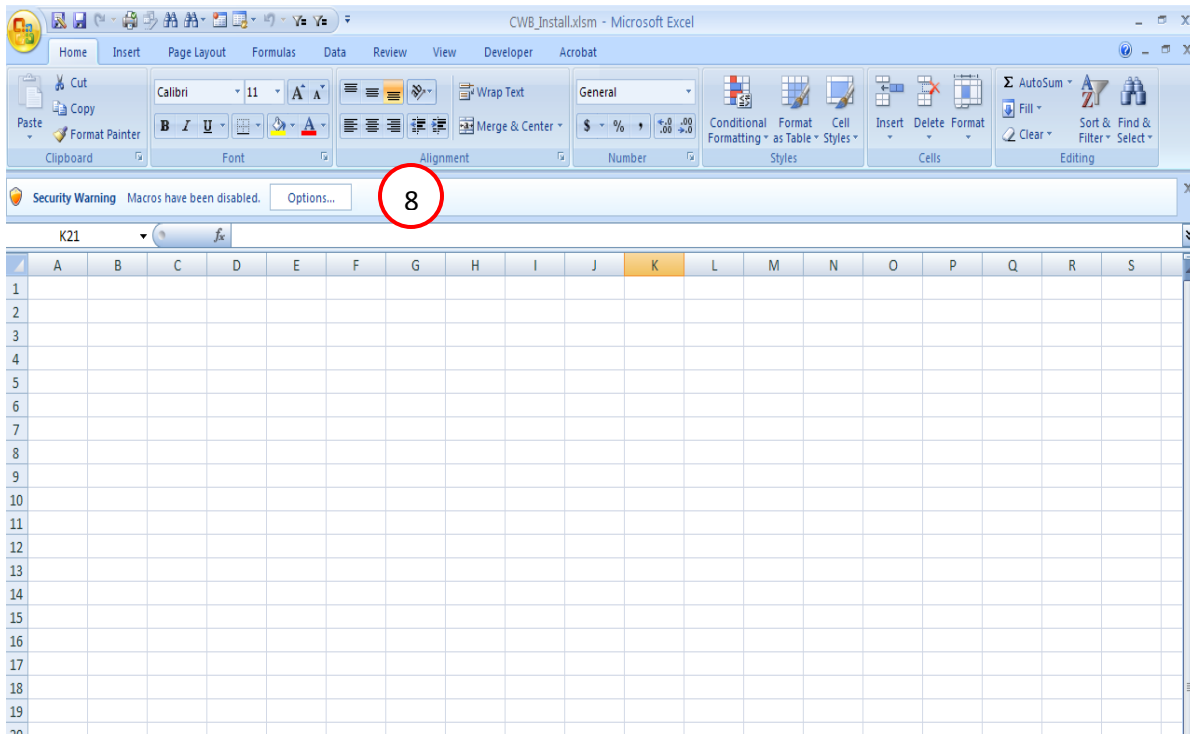 CWB_Install.xlsm - Microsoft Excel
Home Insert Page Layout Formulas Data Review View Developer Acrobat
Paste
Cut
Copy
Format Painter
Clipboard
Calibri 11 A A
B I U A
Font
Wrap Text
Merge & Center
Alignment
General
$ % , .0 .00 .00 .0
Number
Conditional Formatting
Format as Table
Cell Styles
Styles
Insert Delete Format
Cells
Σ AutoSum
Fill
Clear
Sort & Filter
Find & Select
Editing
Security Warning Macros have been disabled. Options...
8
K21 fx
A B C D E F G H I J K L M N O P Q R S
1
2
3
4
5
6
7
8
9
10
11
12
13
14
15
16
17
18
19